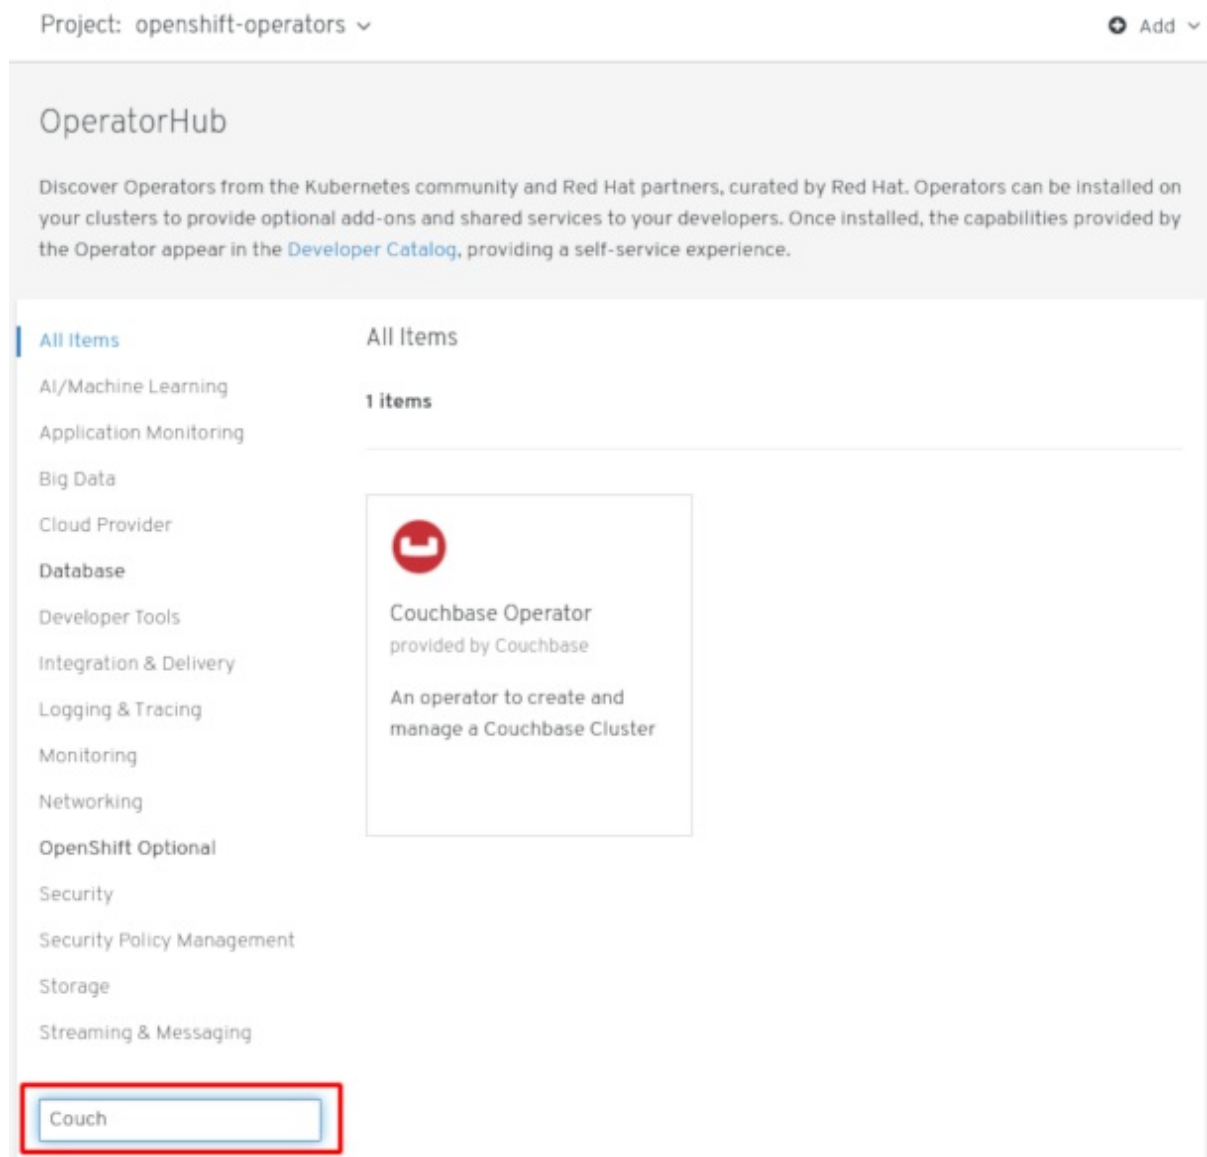 Project: openshift-operators
Add
OperatorHub
Discover Operators from the Kubernetes community and Red Hat partners, curated by Red Hat. Operators can be installed on
your clusters to provide optional add-ons and shared services to your developers. Once installed, the capabilities provided by
the Operator appear in the Developer Catalog, providing a self-service experience.
All Items
AI/Machine Learning
Application Monitoring
Big Data
Cloud Provider
Database
Developer Tools
Integration & Delivery
Logging & Tracing
Monitoring
Networking
OpenShift Optional
Security
Security Policy Management
Storage
Streaming & Messaging
Couch
All Items
1 items
Couchbase Operator
provided by Couchbase
An operator to create and
manage a Couchbase Cluster